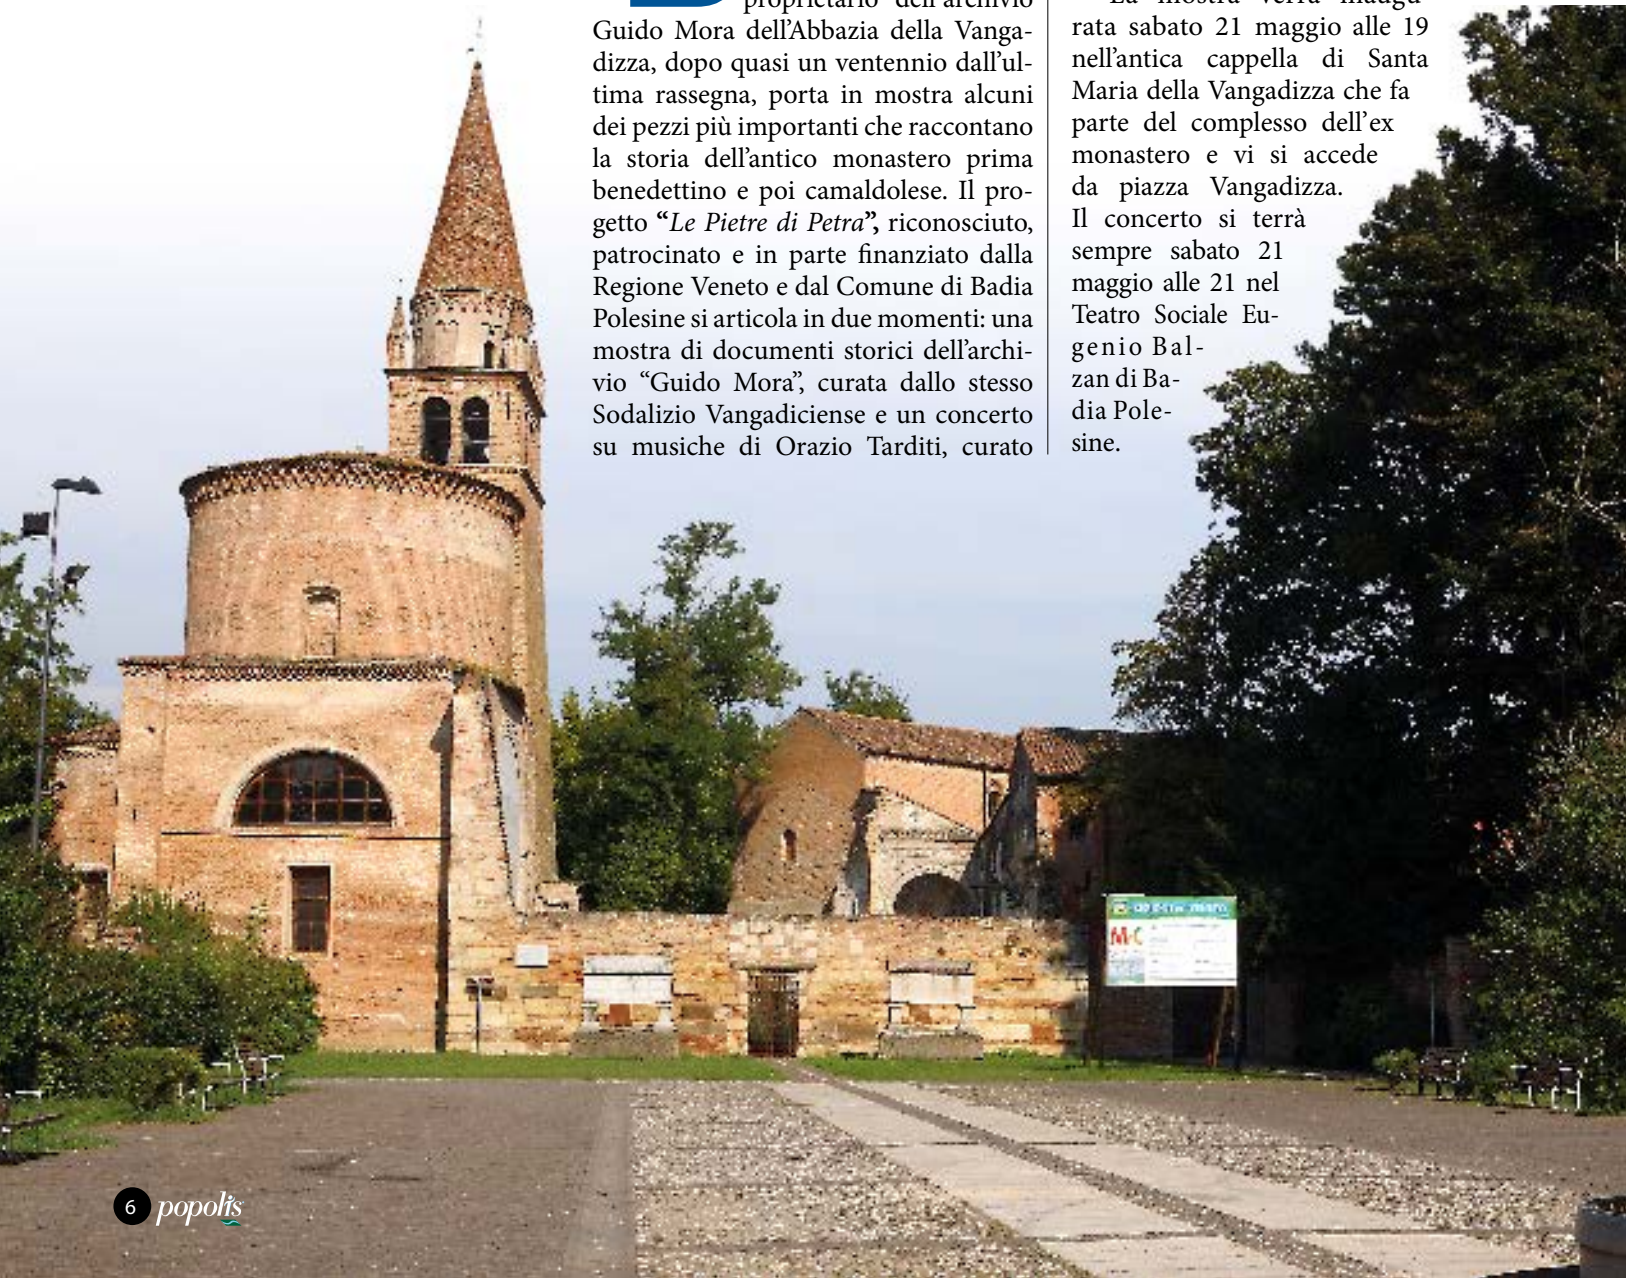 proprietario dell'archivio
Guido Mora dell'Abbazia della Vanga-
dizza, dopo quasi un ventennio dall'ul-
tima rassegna, porta in mostra alcuni
dei pezzi più importanti che raccontano
la storia dell'antico monastero prima
benedettino e poi camaldolese. Il pro-
getto “Le Pietre di Petra”, riconosciuto,
patrocinato e in parte finanziato dalla
Regione Veneto e dal Comune di Badia
Polesine si articola in due momenti: una
mostra di documenti storici dell'archi-
vio “Guido Mora”, curata dallo stesso
Sodalizio Vangadiciense e un concerto
su musiche di Orazio Tarditi, curato
La mostra verrà inaugu-
rata sabato 21 maggio alle 19
nell'antica cappella di Santa
Maria della Vangadizza che fa
parte del complesso dell'ex
monastero e vi si accede
da piazza Vangadizza.
Il concerto si terrà
sempre sabato 21
maggio alle 21 nel
Teatro Sociale Eu-
genio Bal-
zan di Ba-
dia Pole-
sine.
6 popolis